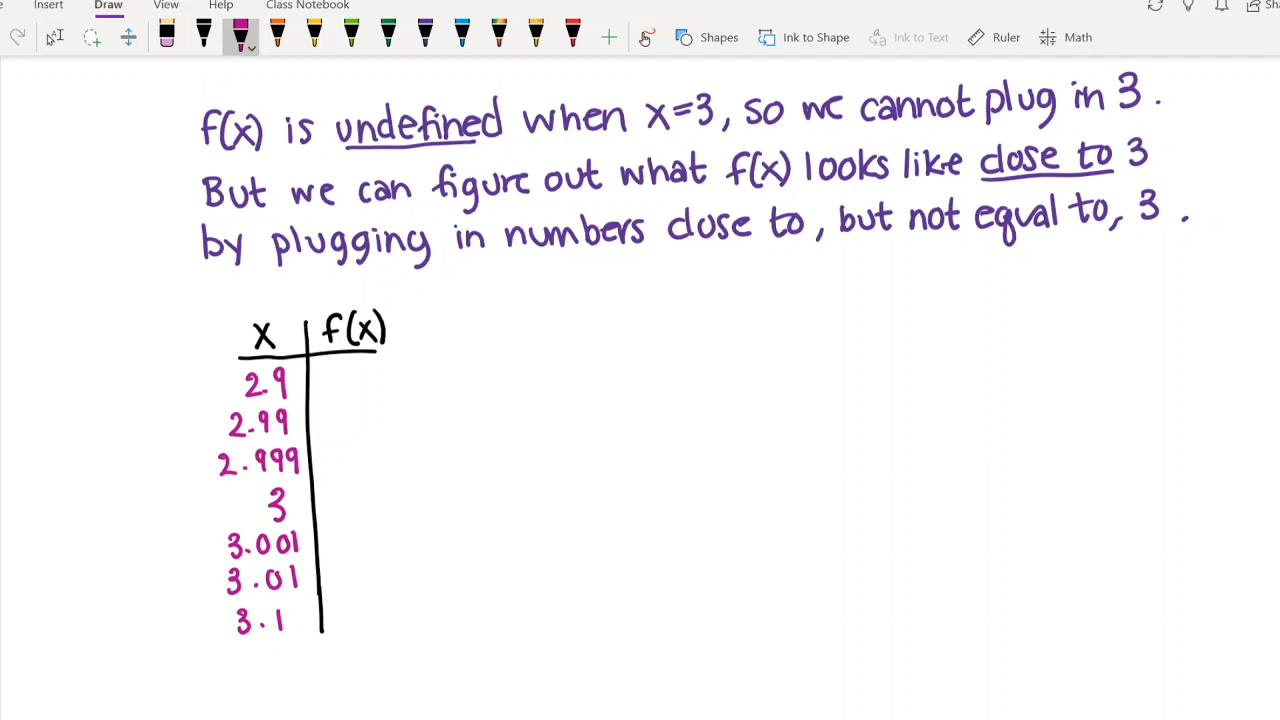 Insert Draw View Help Class Notebook
Shapes Ink to Shape Ink to Text Ruler Math
f(x) is undefined when x=3, so we cannot plug in 3.
But we can figure out what f(x) looks like close to 3
by plugging in numbers close to, but not equal to, 3.
x f(x)
2.9
2.99
2.999
3
3.001
3.01
3.1